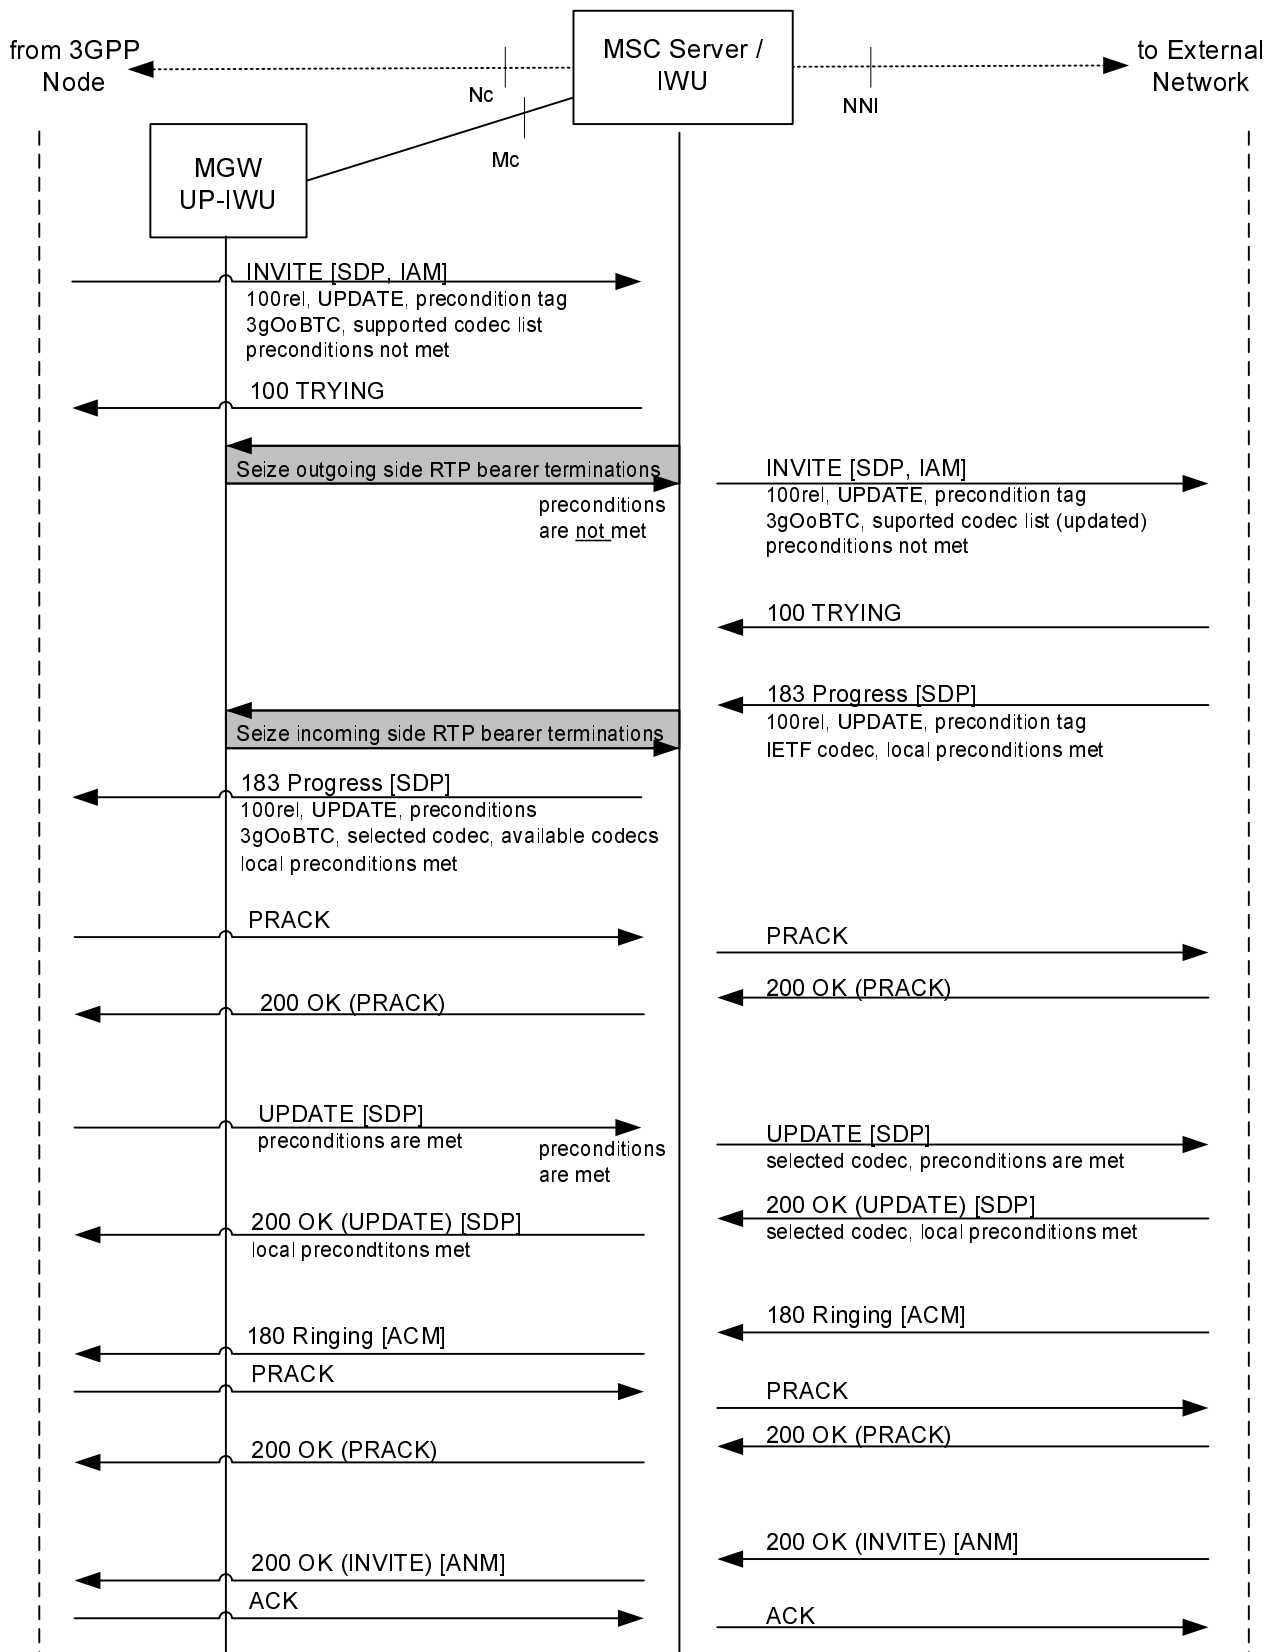 from 3GPP
Node
MSC Server /
IWU
to External
Network
Nc
NNI
Mc
MGW
UP-IWU
INVITE [SDP, IAM]
100rel, UPDATE, precondition tag
3gOoBTC, supported codec list
preconditions not met
100 TRYING
Seize outgoing side RTP bearer terminations
preconditions
are not met
INVITE [SDP, IAM]
100rel, UPDATE, precondition tag
3gOoBTC, suported codec list (updated)
preconditions not met
100 TRYING
183 Progress [SDP]
100rel, UPDATE, precondition tag
IETF codec, local preconditions met
Seize incoming side RTP bearer terminations
183 Progress [SDP]
100rel, UPDATE, preconditions
3gOoBTC, selected codec, available codecs
local preconditions met
PRACK
PRACK
200 OK (PRACK)
200 OK (PRACK)
UPDATE [SDP]
preconditions are met
preconditions
are met
UPDATE [SDP]
selected codec, preconditions are met
200 OK (UPDATE) [SDP]
selected codec, local preconditions met
200 OK (UPDATE) [SDP]
local precondtitons met
180 Ringing [ACM]
180 Ringing [ACM]
PRACK
PRACK
200 OK (PRACK)
200 OK (PRACK)
200 OK (INVITE) [ANM]
200 OK (INVITE) [ANM]
ACK
ACK